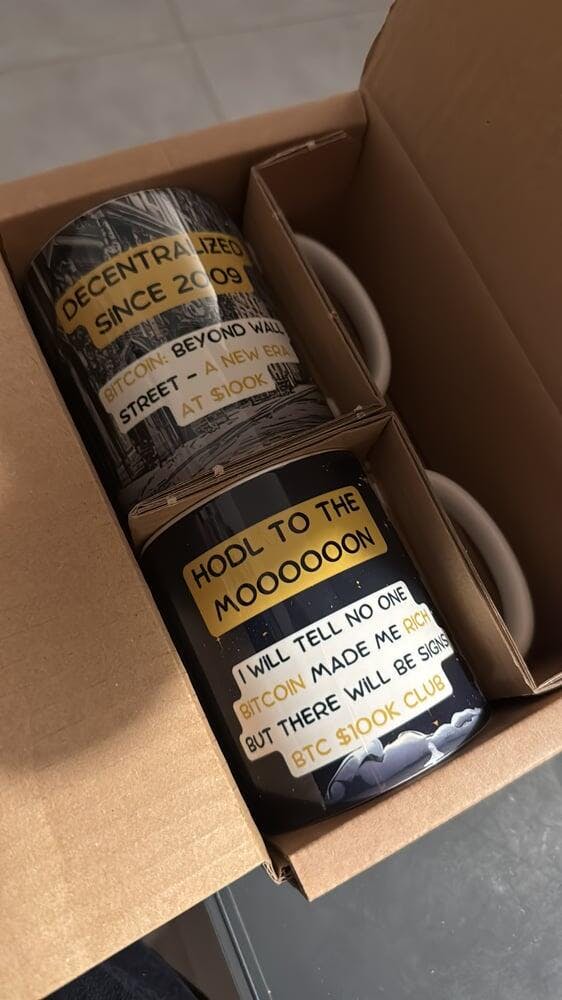 DECENTRALIZED
SINCE 2009
BITCOIN: BEYOND WALL
STREET - A NEW ERA
AT $100K
HODL TO THE
MOOOOOON
I WILL TELL NO ONE
BITCOIN MADE ME RICH
BUT THERE WILL BE SIGNS
BTC $100K CLUB